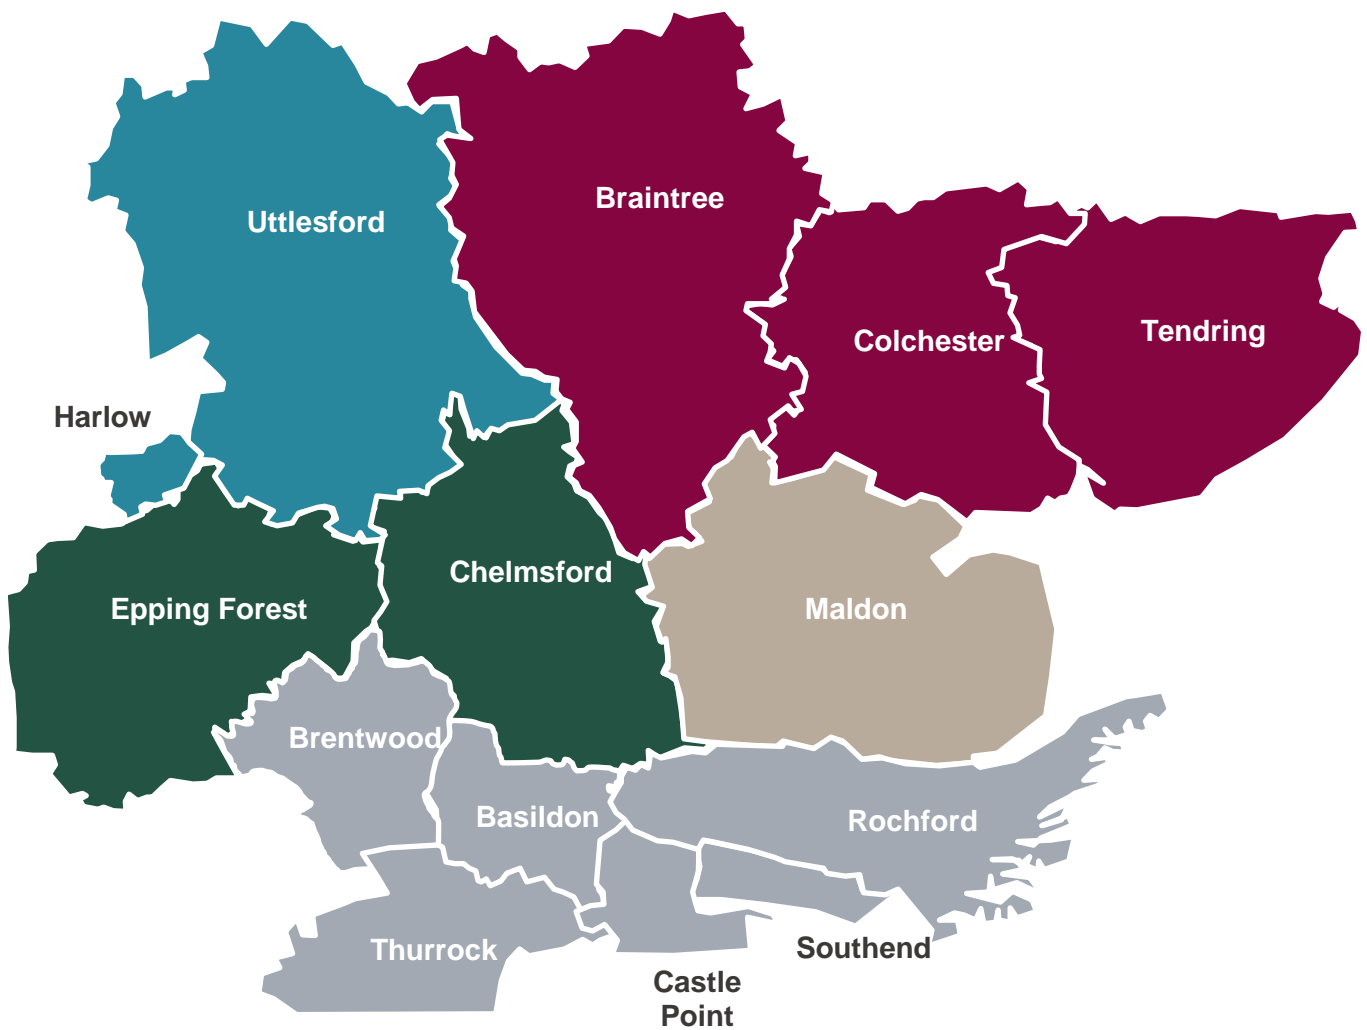 Braintree
Uttlesford
Tendring
Colchester
Harlow
Chelmsford
Epping Forest
Maldon
Brentwood
Basildon
Rochford
Thurrock
Southend
Castle
Point